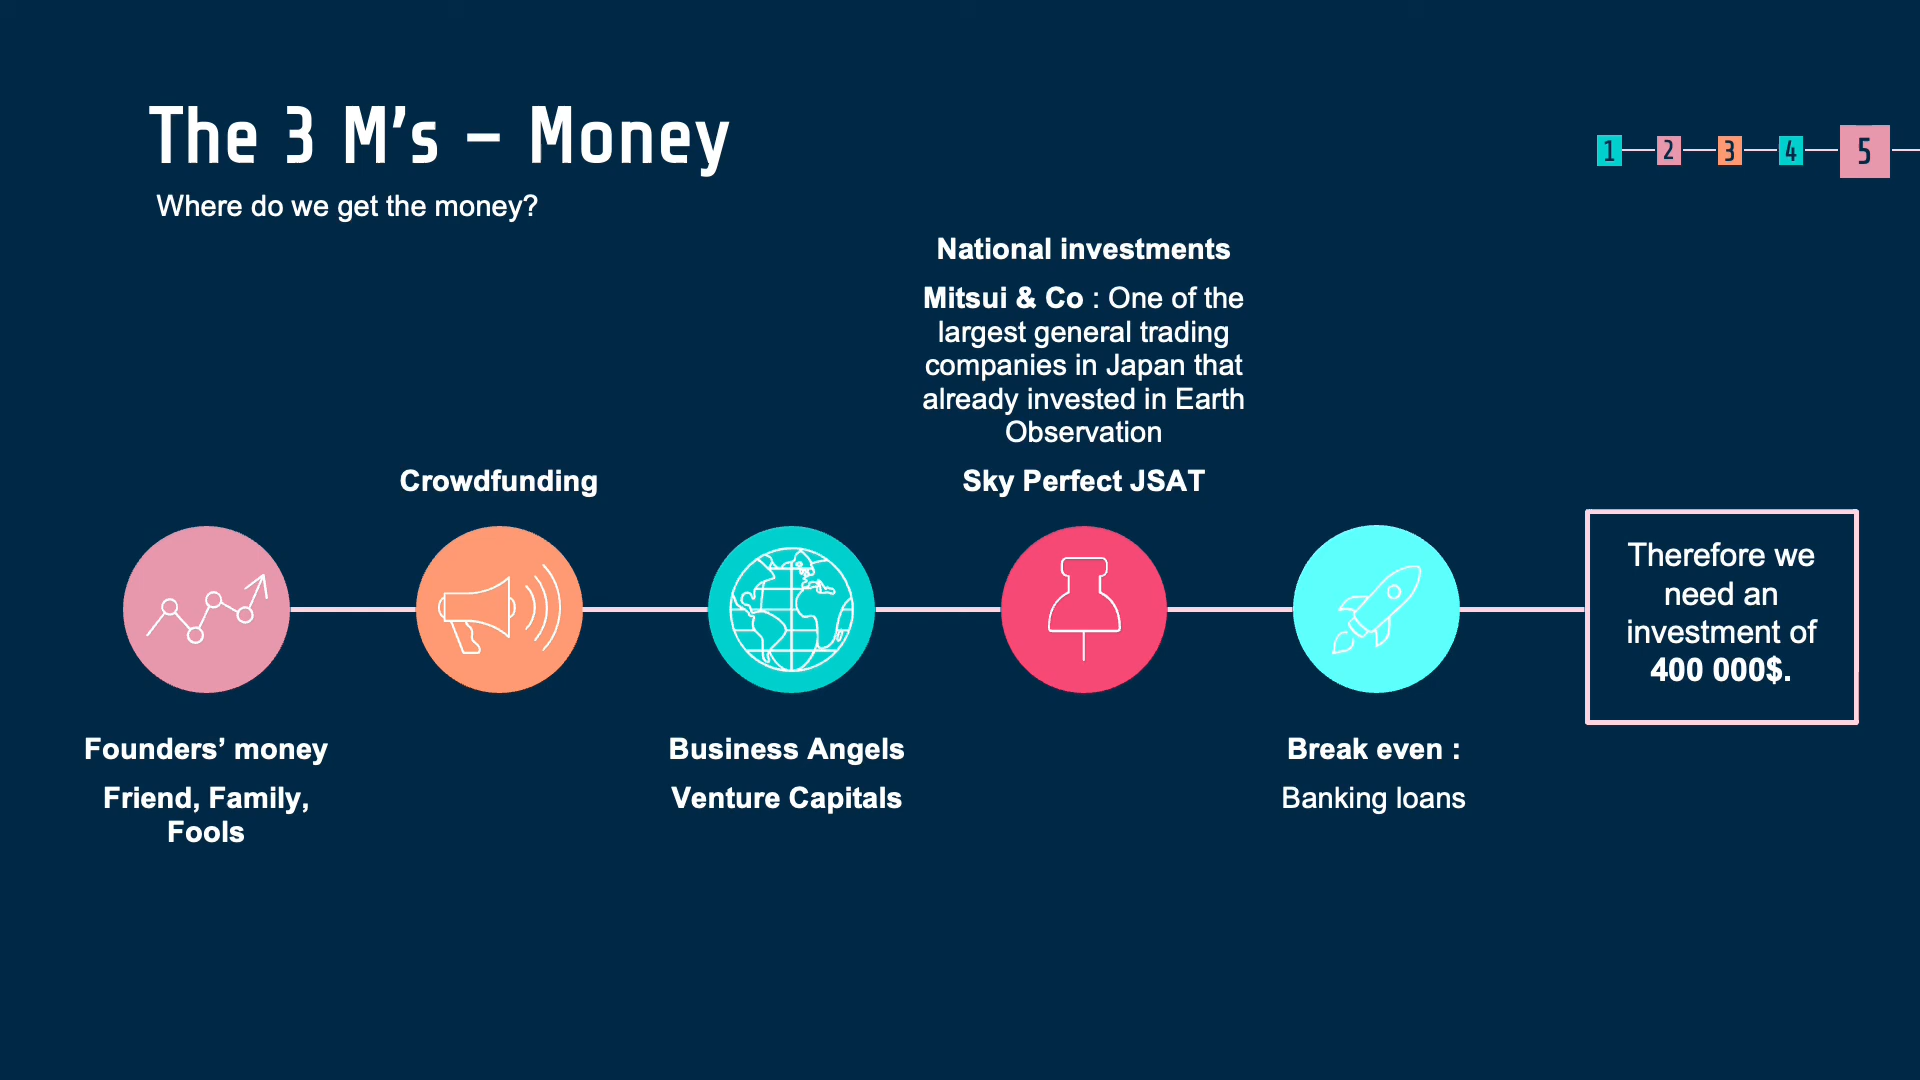 The 3 M’s – Money
Where do we get the money?
1
2
3
4
5
National investments
Mitsui & Co : One of the
largest general trading
companies in Japan that
already invested in Earth
Observation
Sky Perfect JSAT
Crowdfunding
Therefore we
need an
investment of
400 000$.
Founders’ money
Friend, Family,
Fools
Business Angels
Venture Capitals
Break even :
Banking loans